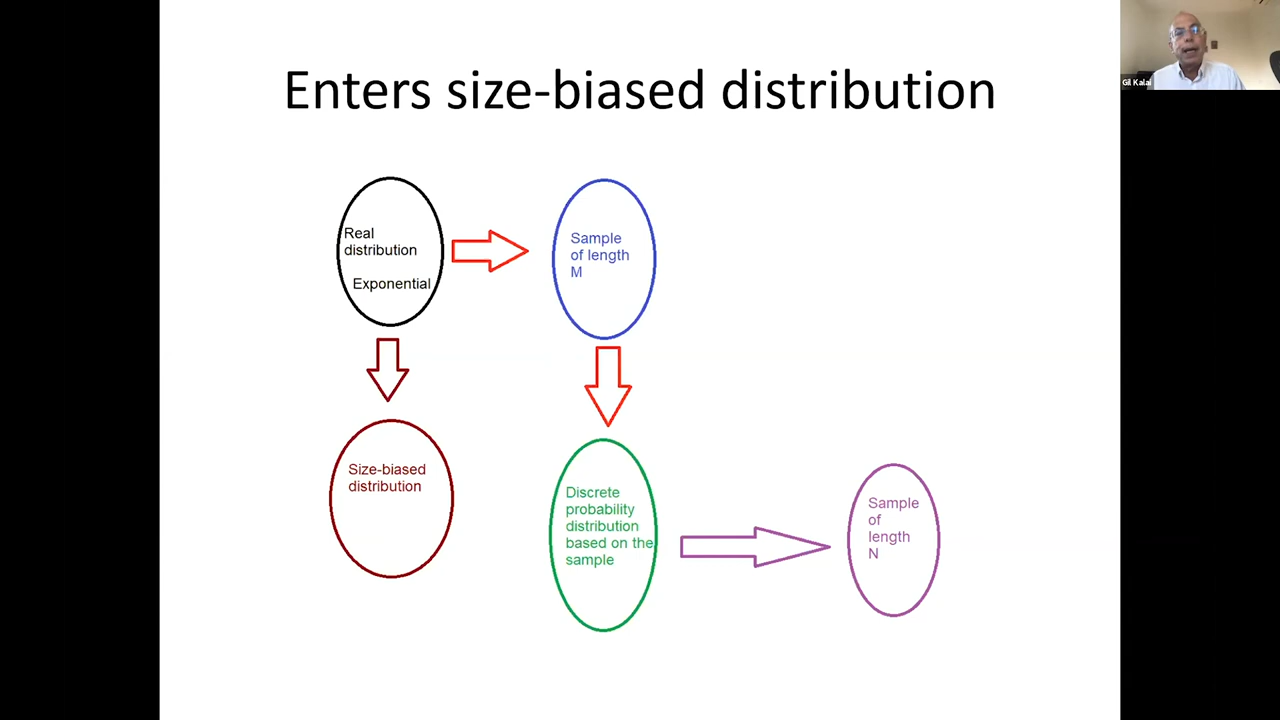 Enters size-biased distribution
Gil Kalai
Real
distribution
Exponential
Sample
of length
M
Size-biased
distribution
Discrete
probability
distribution
based on the
sample
Sample
of
length
N